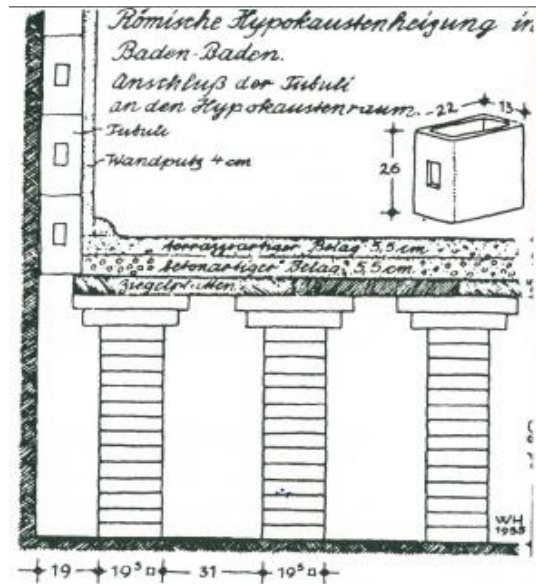 Römische Hypokaustenheizung in
Baden-Baden.
Anschluß der Tubuli
an den Hypokaustenraum.
22
13
26
Tubuli
Wandputz 4 cm
terrazzoartiger Belag 5,5 cm
betonartiger Belag 5,5 cm
Ziegelplatten
WH
19
19⁵
31
19⁵